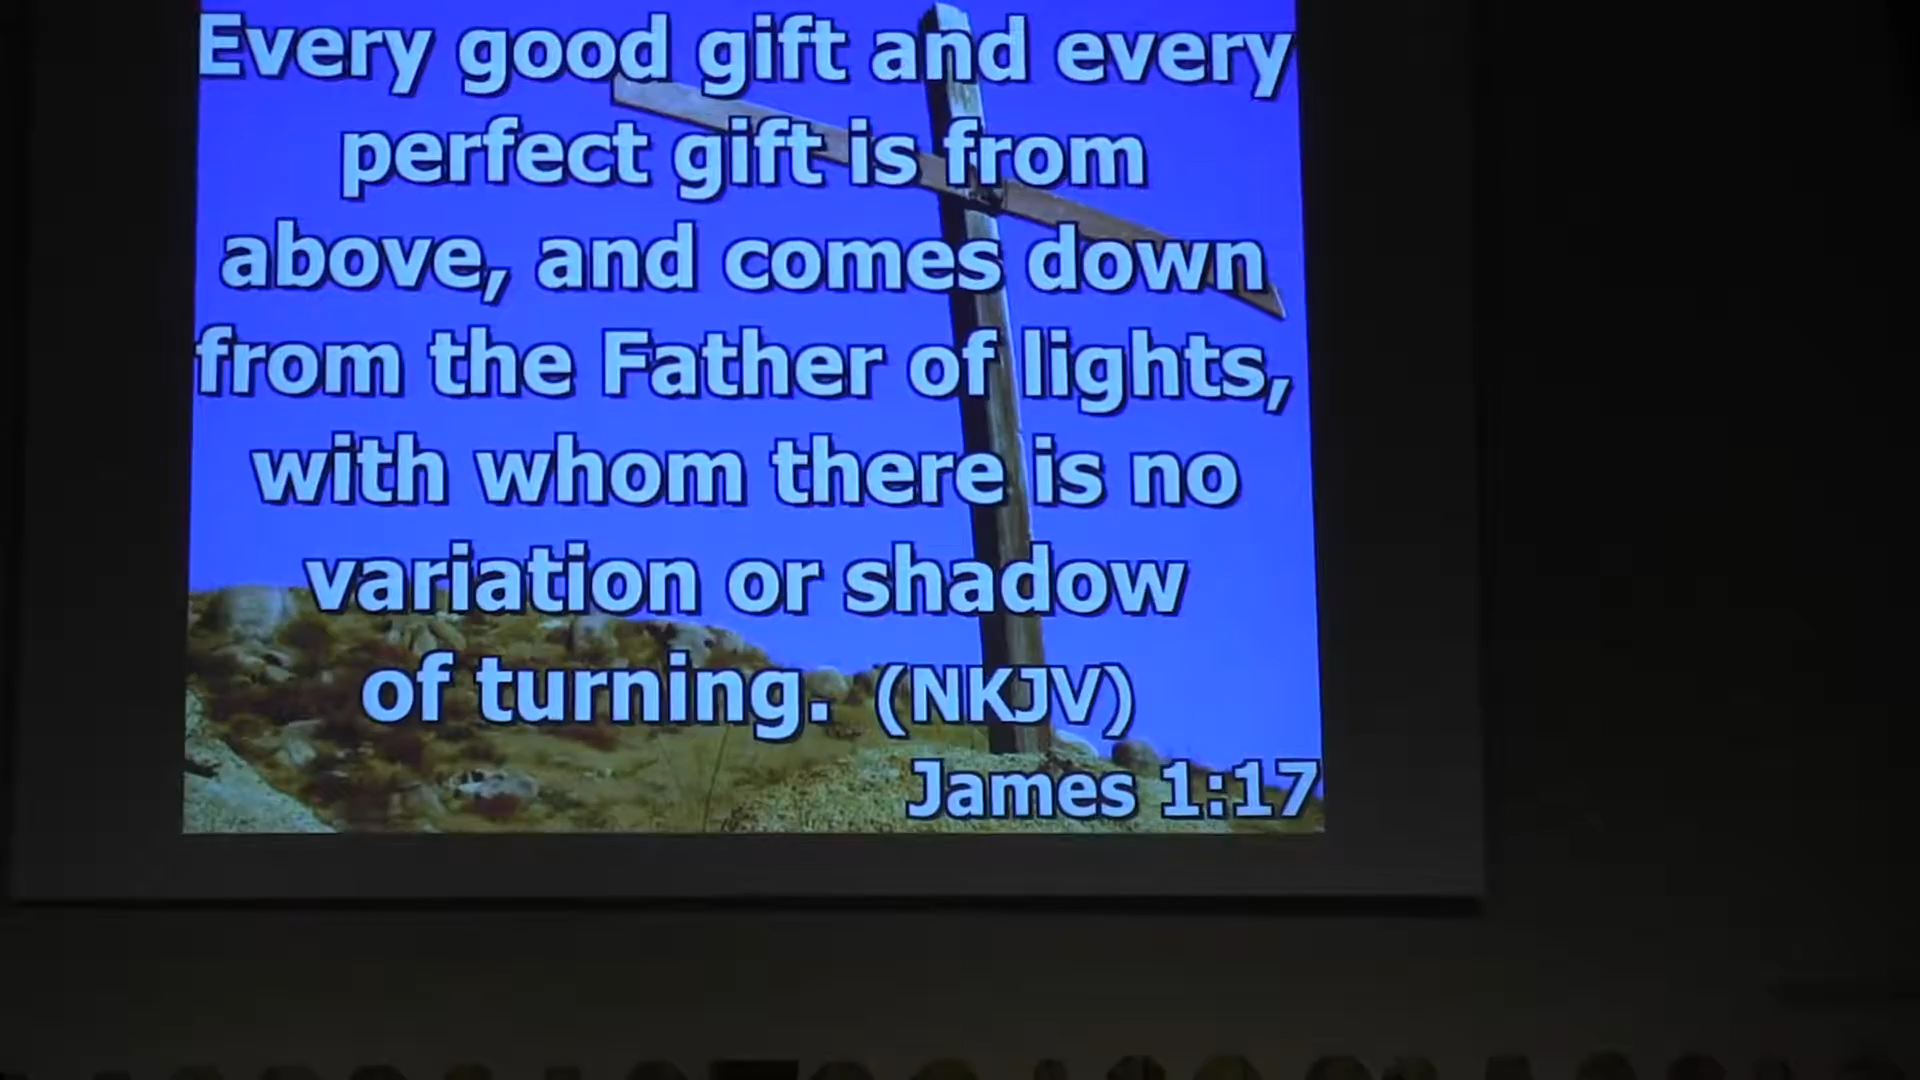 Every good gift and every
perfect gift is from
above, and comes down
from the Father of lights,
with whom there is no
variation or shadow
of turning. (NKJV)
James 1:17